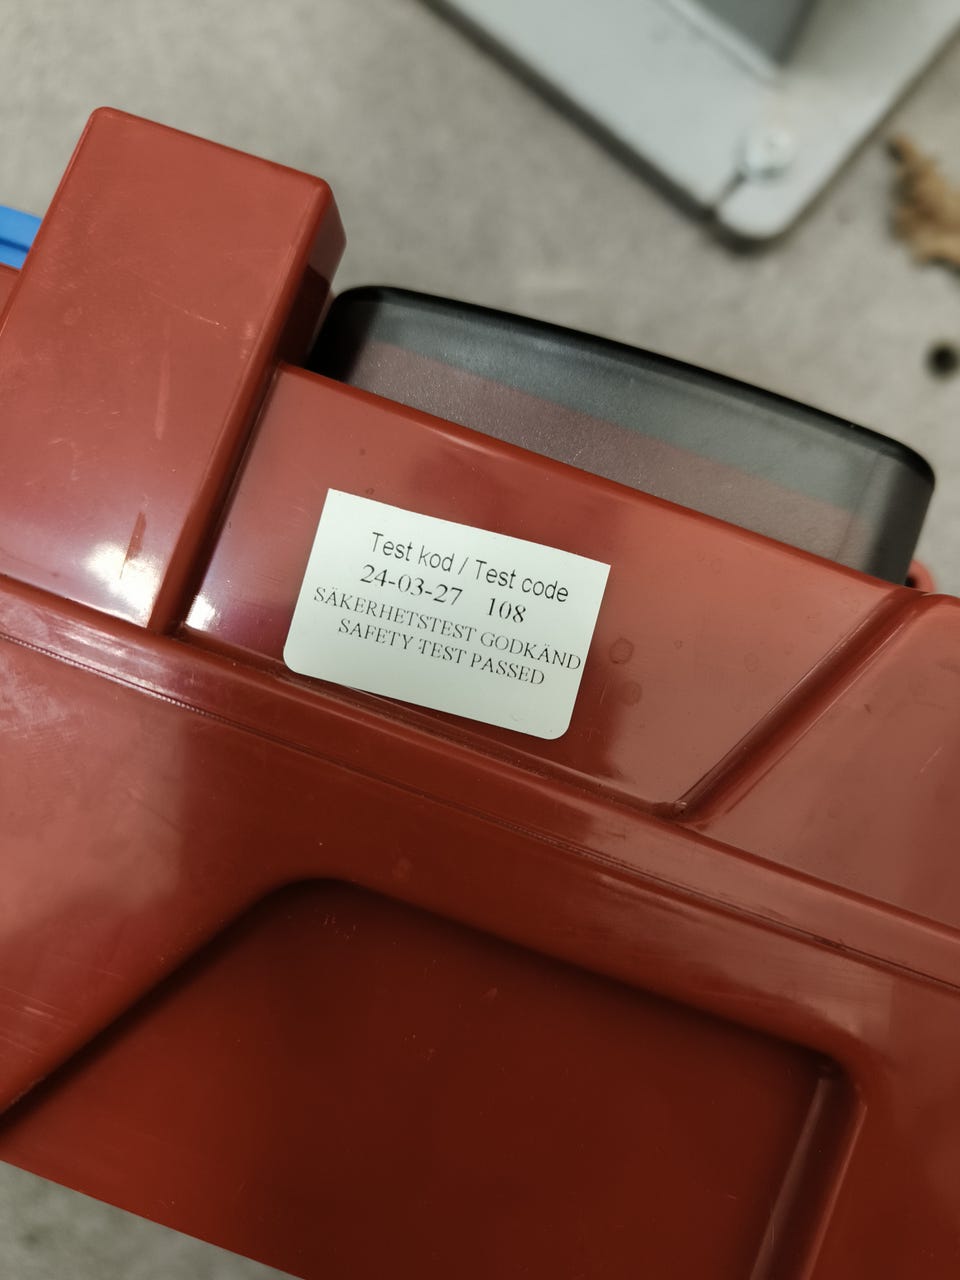 Test kod / Test code
24-03-27 108
SÄKERHETSTEST GODKÄND
SAFETY TEST PASSED